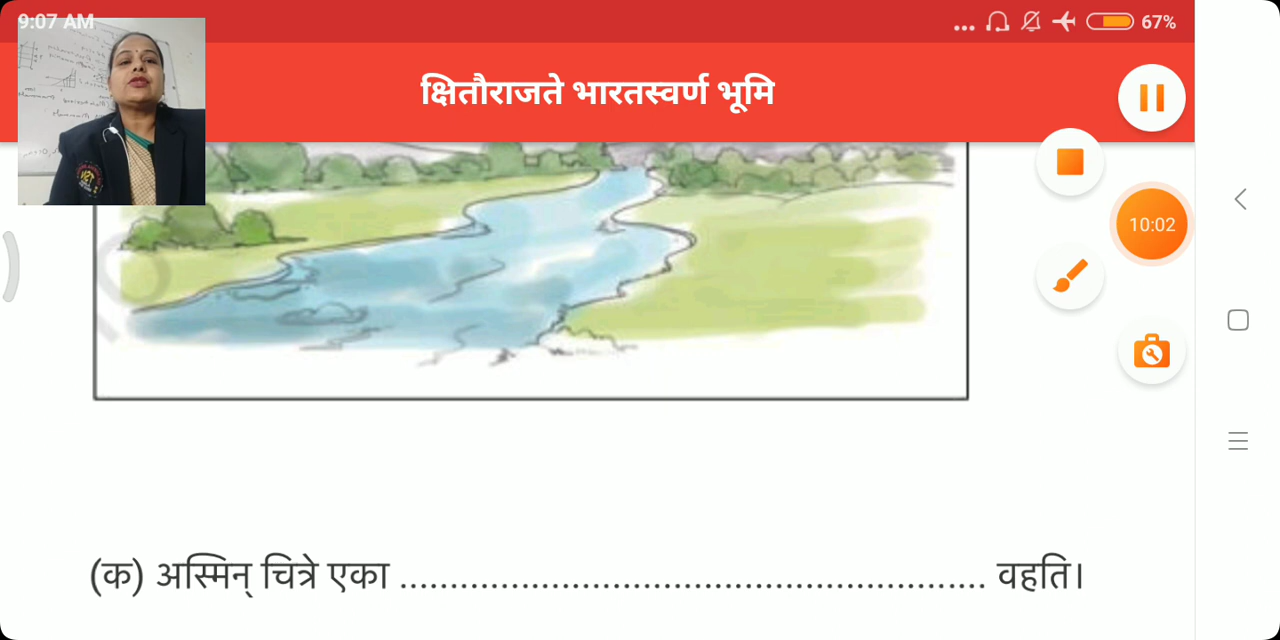 9:07 AM
67%
क्षितौराजते भारतस्वर्ण भूमि
10:02
(क) अस्मिन् चित्रे एका ........................................................ वहति।